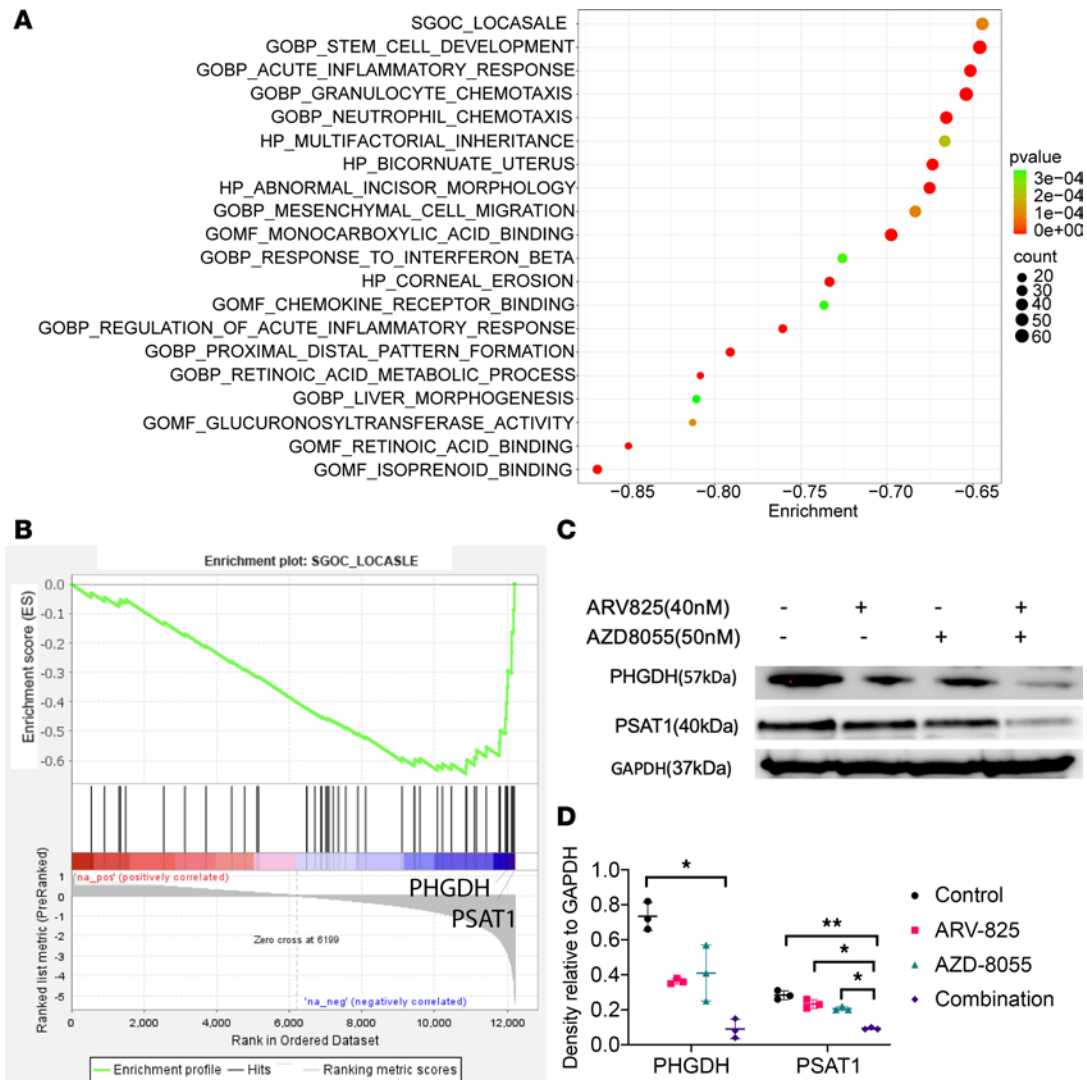 A
SGOC_LOCASALE
GOBP_STEM_CELL_DEVELOPMENT
GOBP_ACUTE_INFLAMMATORY_RESPONSE
GOBP_GRANULOCYTE_CHEMOTAXIS
GOBP_NEUTROPHIL_CHEMOTAXIS
HP_MULTIFACTORIAL_INHERITANCE
HP_BICORNUATE_UTERUS
HP_ABNORMAL_INCISOR_MORPHOLOGY
GOBP_MESENCHYMAL_CELL_MIGRATION
GOMF_MONOCARBOXYLIC_ACID_BINDING
GOBP_RESPONSE_TO_INTERFERON_BETA
HP_CORNEAL_EROSION
GOMF_CHEMOKINE_RECEPTOR_BINDING
GOBP_REGULATION_OF_ACUTE_INFLAMMATORY_RESPONSE
GOBP_PROXIMAL_DISTAL_PATTERN_FORMATION
GOBP_RETINOIC_ACID_METABOLIC_PROCESS
GOBP_LIVER_MORPHOGENESIS
GOMF_GLUCURONOSYLTRANSFERASE_ACTIVITY
GOMF_RETINOIC_ACID_BINDING
GOMF_ISOPRENOID_BINDING
−0.85 −0.80 −0.75 −0.70 −0.65
Enrichment
pvalue
3e−04
2e−04
1e−04
0e+00
count
20
30
40
50
60
B
Enrichment plot: SGOC_LOCASLE
Enrichment score (ES)
0.0
-0.1
-0.2
-0.3
-0.4
-0.5
-0.6
Ranked list metric (PreRanked)
1
0
-1
-2
-3
-4
-5
'na_pos' (positively correlated)
PHGDH
PSAT1
Zero cross at 6199
'na_neg' (negatively correlated)
0 2,000 4,000 6,000 8,000 10,000 12,000
Rank in Ordered Dataset
Enrichment profile Hits Ranking metric scores
C
ARV825(40nM) - + - +
AZD8055(50nM) - - + +
PHGDH(57kDa)
PSAT1(40kDa)
GAPDH(37kDa)
D
Density relative to GAPDH
1.0
0.8
0.6
0.4
0.2
0.0
*
**
*
*
PHGDH PSAT1
Control
ARV-825
AZD-8055
Combination